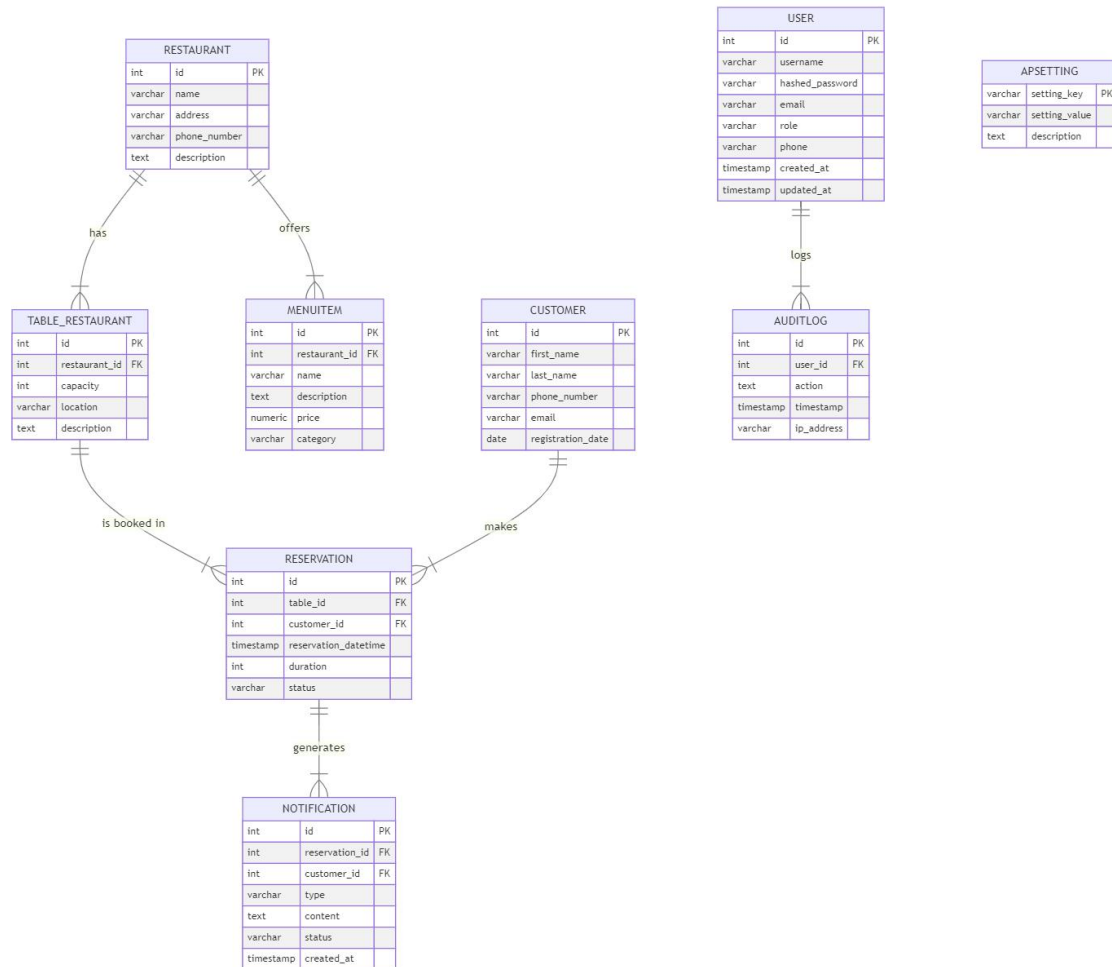 RESTAURANT
int id PK
varchar name
varchar address
varchar phone_number
text description
USER
int id PK
varchar username
varchar hashed_password
varchar email
varchar role
varchar phone
timestamp created_at
timestamp updated_at
APSETTING
varchar setting_key PK
varchar setting_value
text description
has
offers
logs
TABLE_RESTAURANT
int id PK
int restaurant_id FK
int capacity
varchar location
text description
MENUITEM
int id PK
int restaurant_id FK
varchar name
text description
numeric price
varchar category
CUSTOMER
int id PK
varchar first_name
varchar last_name
varchar phone_number
varchar email
date registration_date
AUDITLOG
int id PK
int user_id FK
text action
timestamp timestamp
varchar ip_address
is booked in
makes
RESERVATION
int id PK
int table_id FK
int customer_id FK
timestamp reservation_datetime
int duration
varchar status
generates
NOTIFICATION
int id PK
int reservation_id FK
int customer_id FK
varchar type
text content
varchar status
timestamp created_at